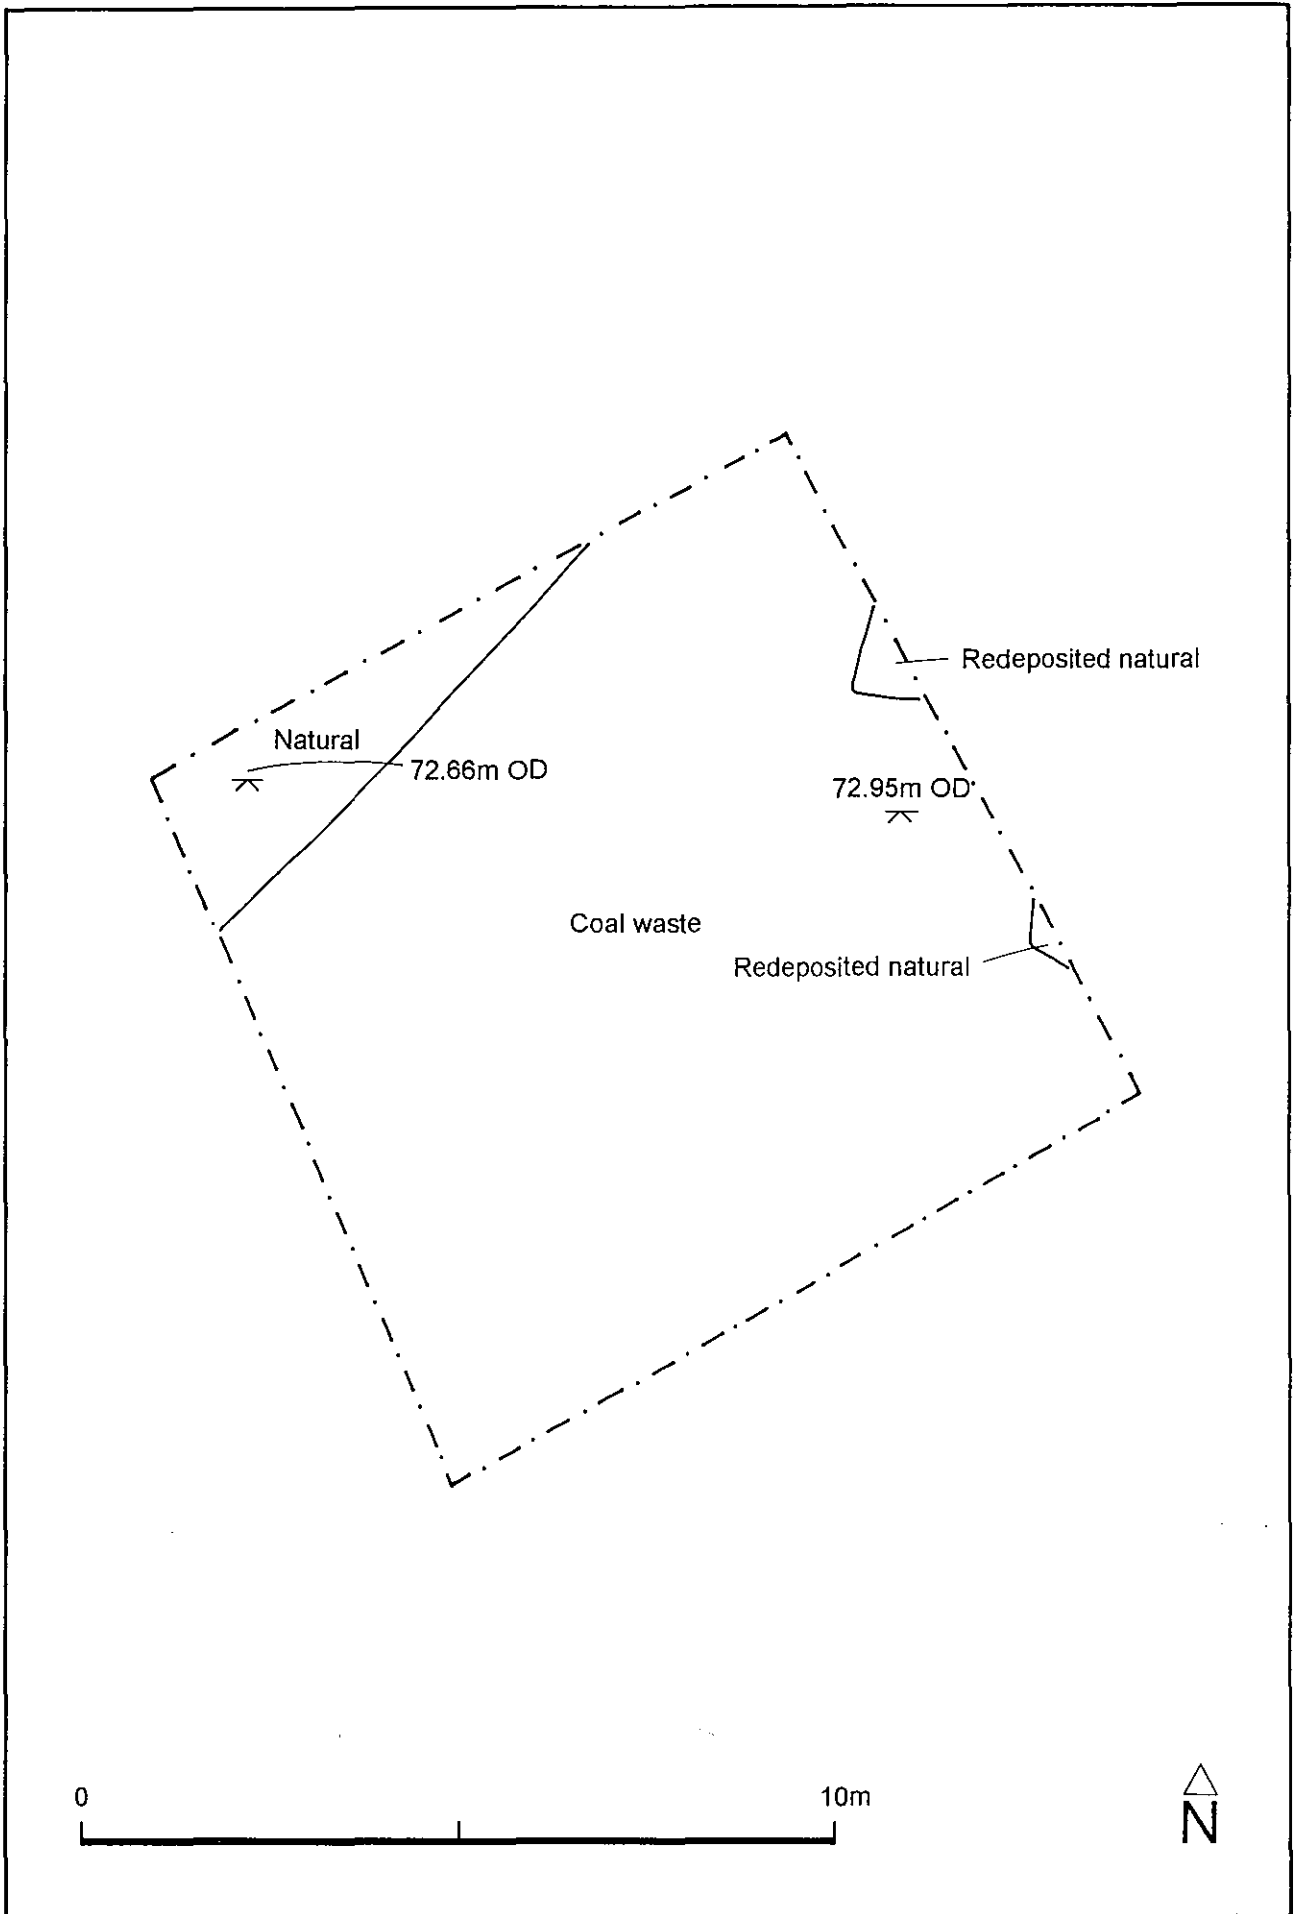 Redeposited natural
Natural
72.66m OD
72.95m OD
Coal waste
Redeposited natural
0
10m
N